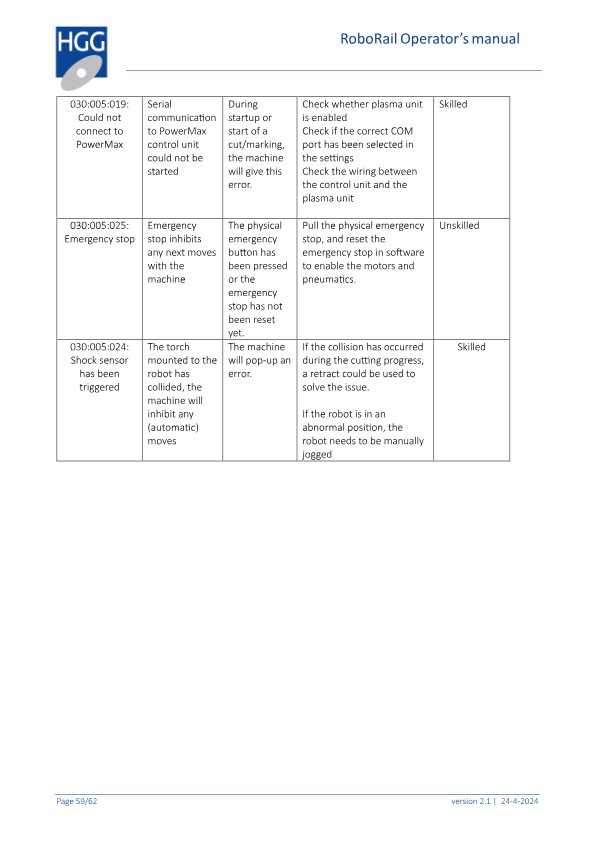 HGG
RoboRail Operator's manual
030:005:019:
Could not
connect to
PowerMax
Serial
communication
to PowerMax
control unit
could not be
started
During
startup or
start of a
cut/marking,
the machine
will give this
error.
Check whether plasma unit
is enabled
Check if the correct COM
port has been selected in
the settings
Check the wiring between
the control unit and the
plasma unit
Skilled
030:005:025:
Emergency stop
Emergency
stop inhibits
any next moves
with the
machine
The physical
emergency
button has
been pressed
or the
emergency
stop has not
been reset
yet.
Pull the physical emergency
stop, and reset the
emergency stop in software
to enable the motors and
pneumatics.
Unskilled
030:005:024:
Shock sensor
has been
triggered
The torch
mounted to the
robot has
collided, the
machine will
inhibit any
(automatic)
moves
The machine
will pop-up an
error.
If the collision has occurred
during the cutting progress,
a retract could be used to
solve the issue.
If the robot is in an
abnormal position, the
robot needs to be manually
jogged
Skilled
Page 59/62
version 2.1 | 24-4-2024